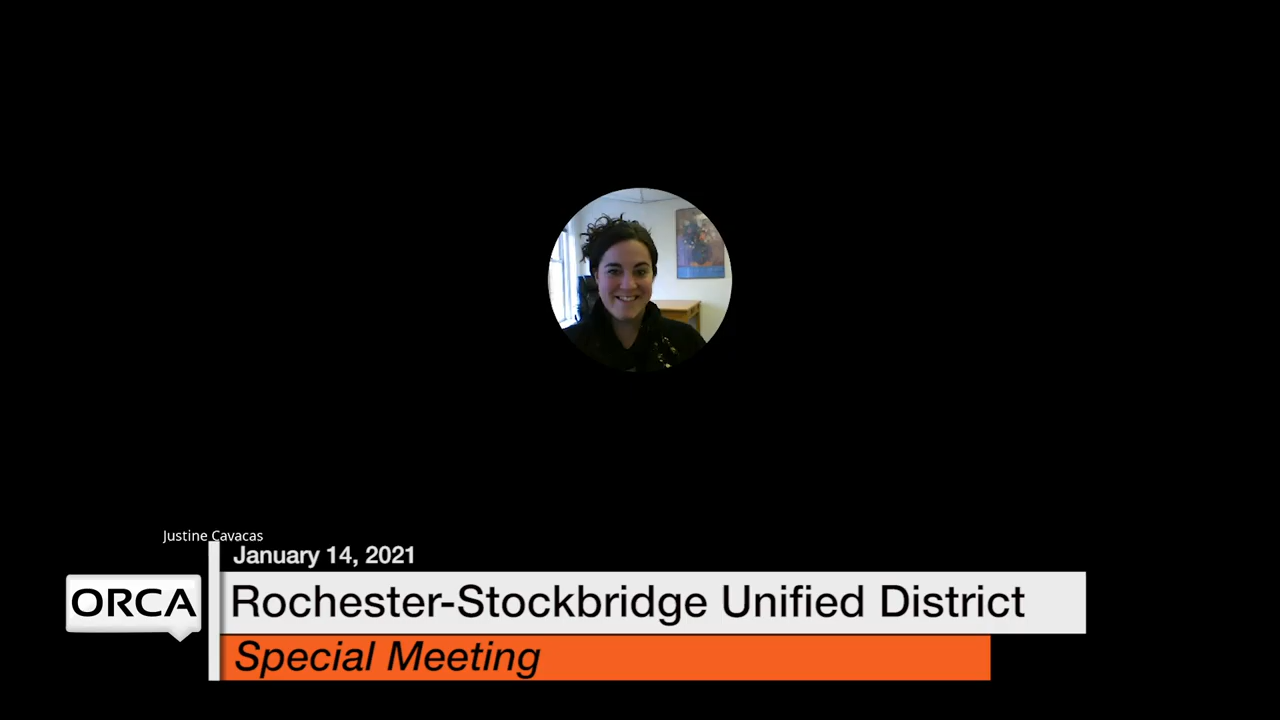 Justine Cavacas
January 14, 2021
ORCA
Rochester-Stockbridge Unified District
Special Meeting